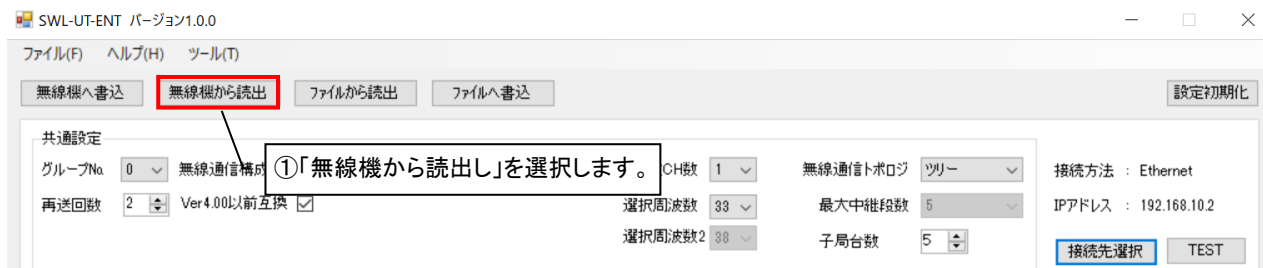 SWL-UT-ENT バージョン1.0.0
ファイル(F) ヘルプ(H) ツール(T)
無線機へ書込 無線機から読出 ファイルから読出 ファイルへ書込 設定初期化
共通設定
グループNo. 0 無線通信構成 CH数 1 無線通信トポロジ ツリー 接続方法 : Ethernet
①「無線機から読出し」を選択します。
再送回数 2 Ver4.00以前互換 選択周波数 33 最大中継段数 5 IPアドレス : 192.168.10.2
選択周波数2 38 子局台数 5
接続先選択 TEST